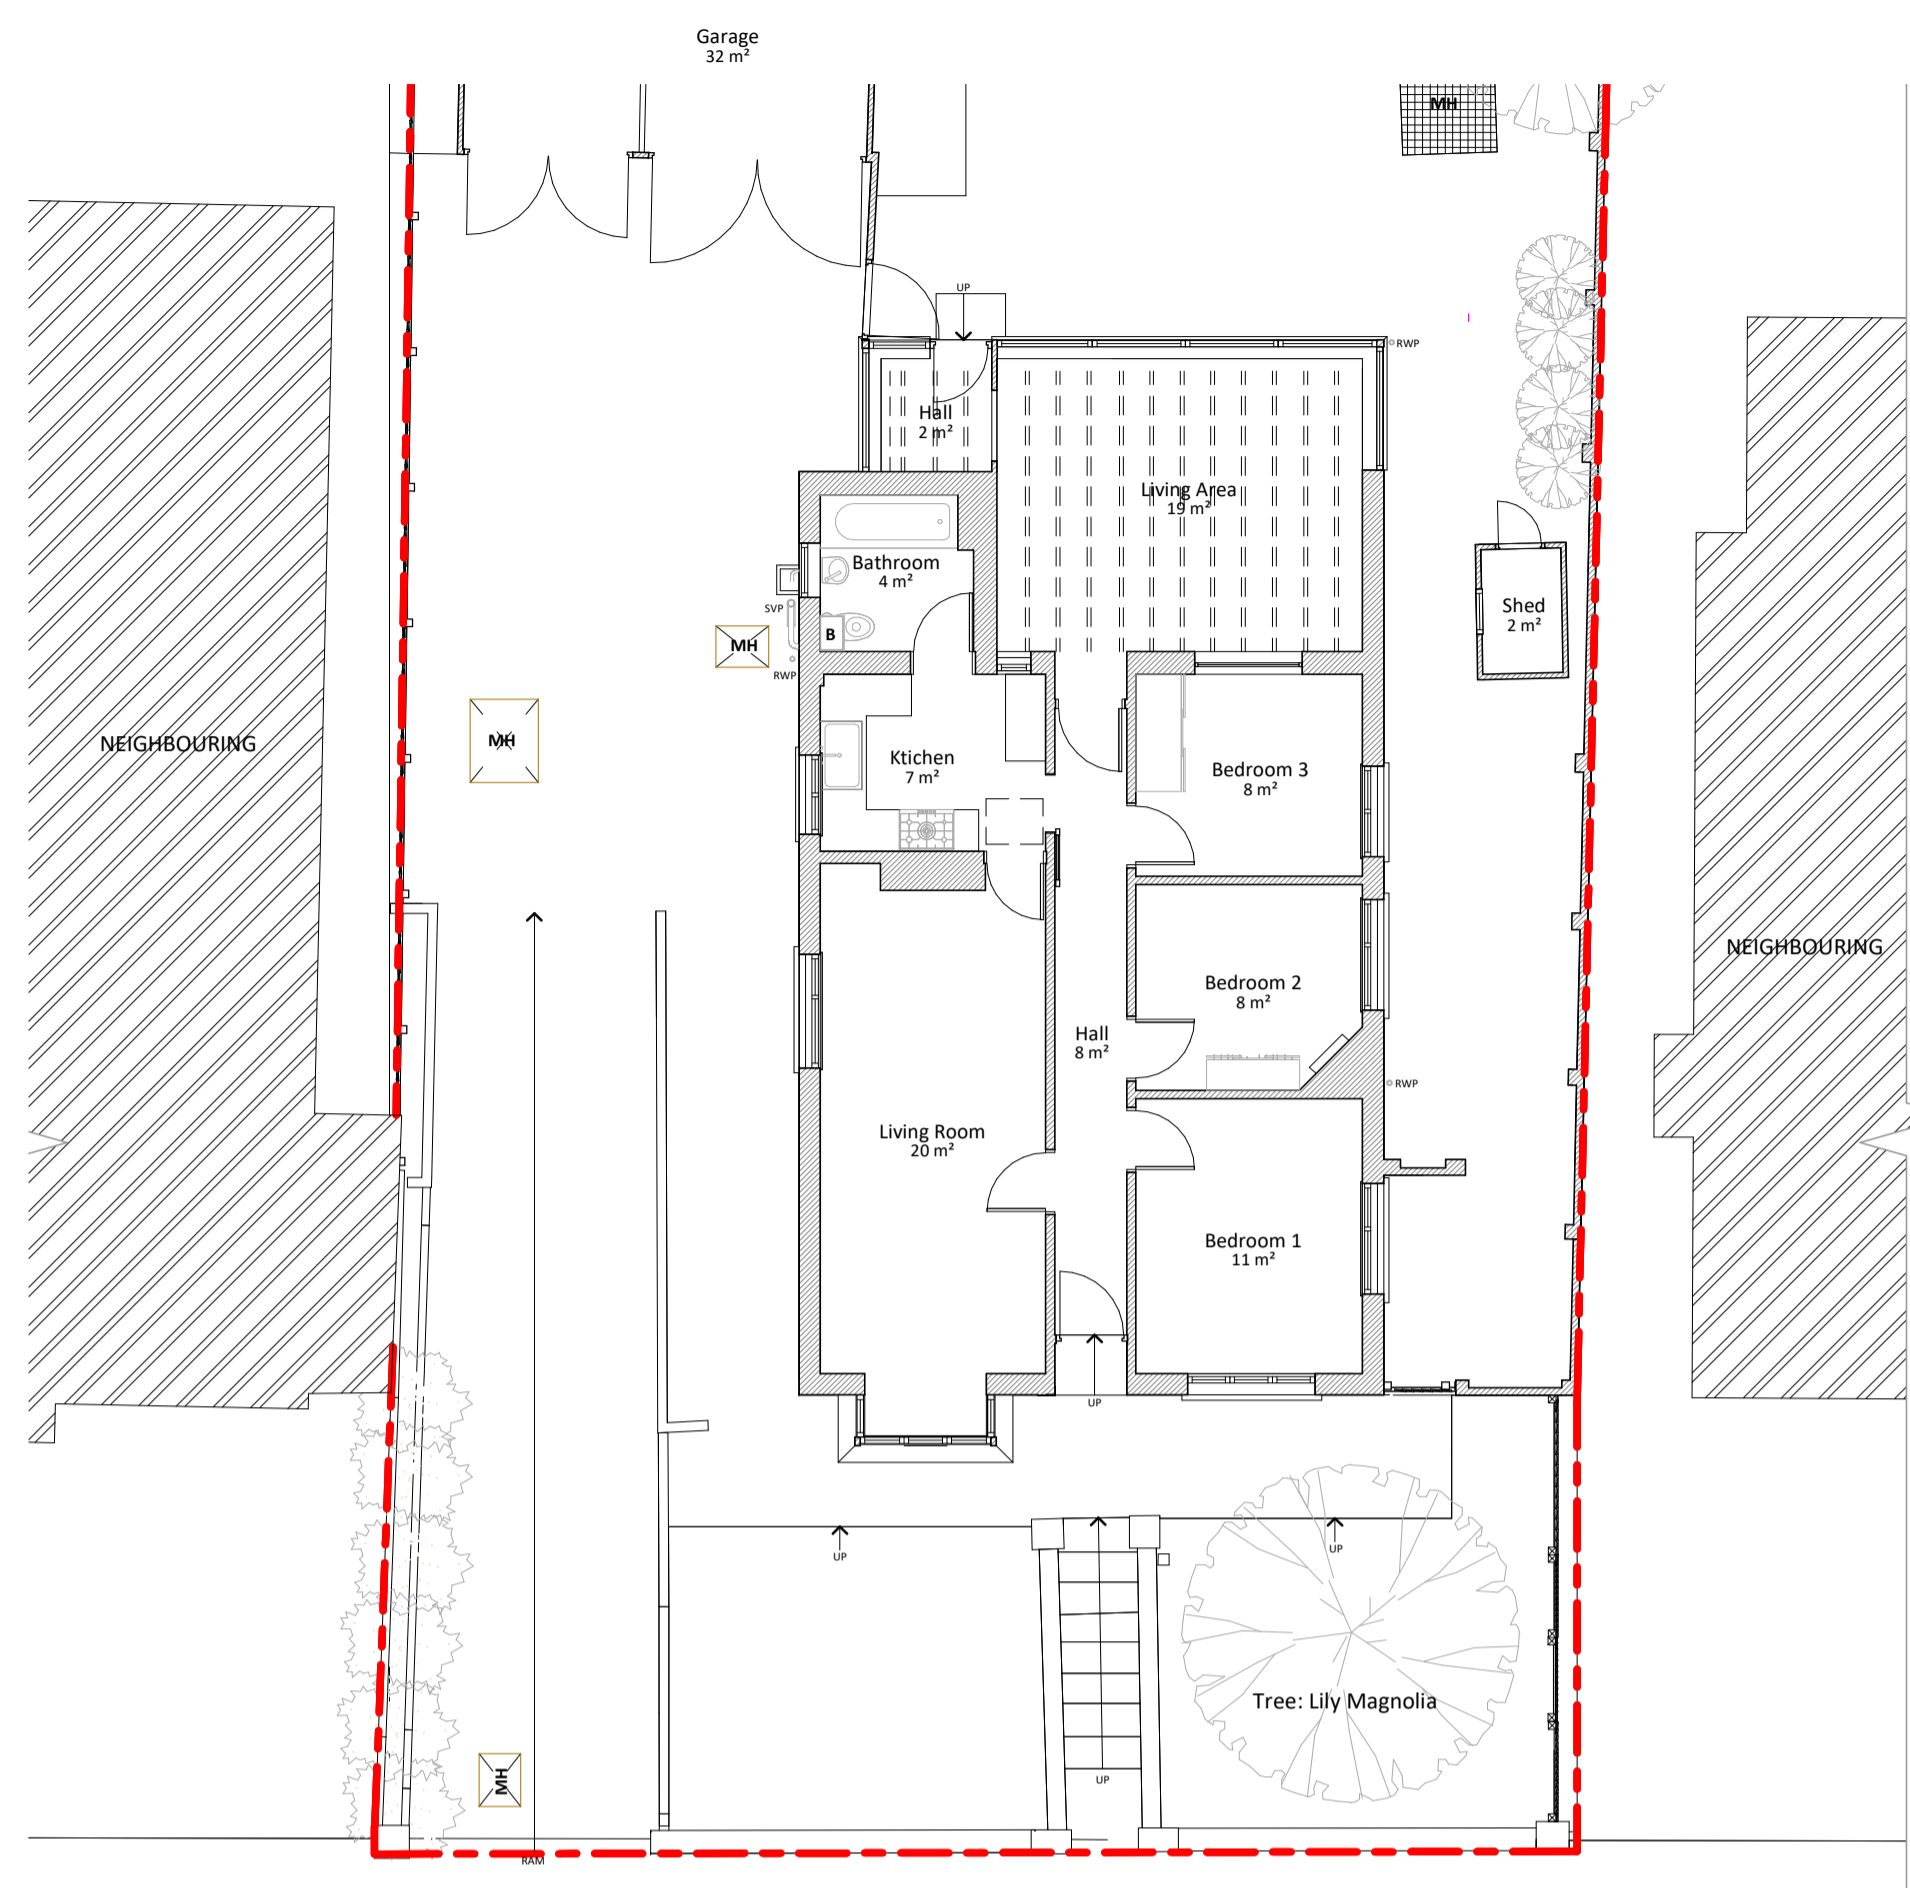 Garage
32 m²
MH
UP
RWP
Hall
2 m²
Living Area
19 m²
Bathroom
4 m²
SVP
B
MH
RWP
Shed
2 m²
NEIGHBOURING
MH
Ktichen
7 m²
Bedroom 3
8 m²
NEIGHBOURING
Bedroom 2
8 m²
Hall
8 m²
RWP
Living Room
20 m²
Bedroom 1
11 m²
UP
UP
UP
Tree: Lily Magnolia
MH
UP
RAM